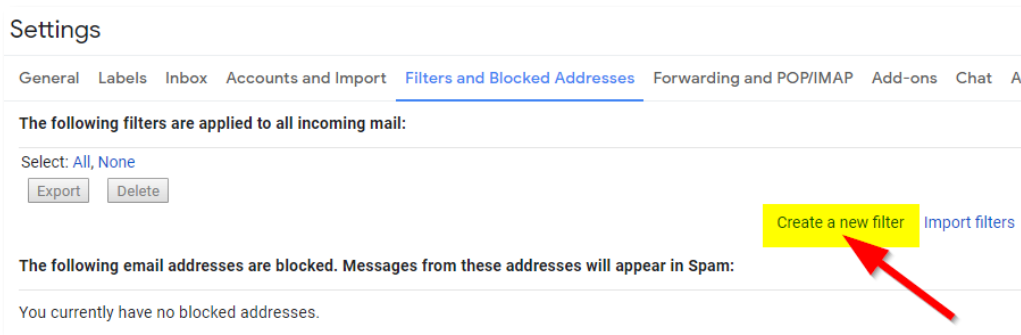 Settings
General Labels Inbox Accounts and Import Filters and Blocked Addresses Forwarding and POP/IMAP Add-ons Chat A
The following filters are applied to all incoming mail:
Select: All, None
Export Delete
Create a new filter Import filters
The following email addresses are blocked. Messages from these addresses will appear in Spam:
You currently have no blocked addresses.